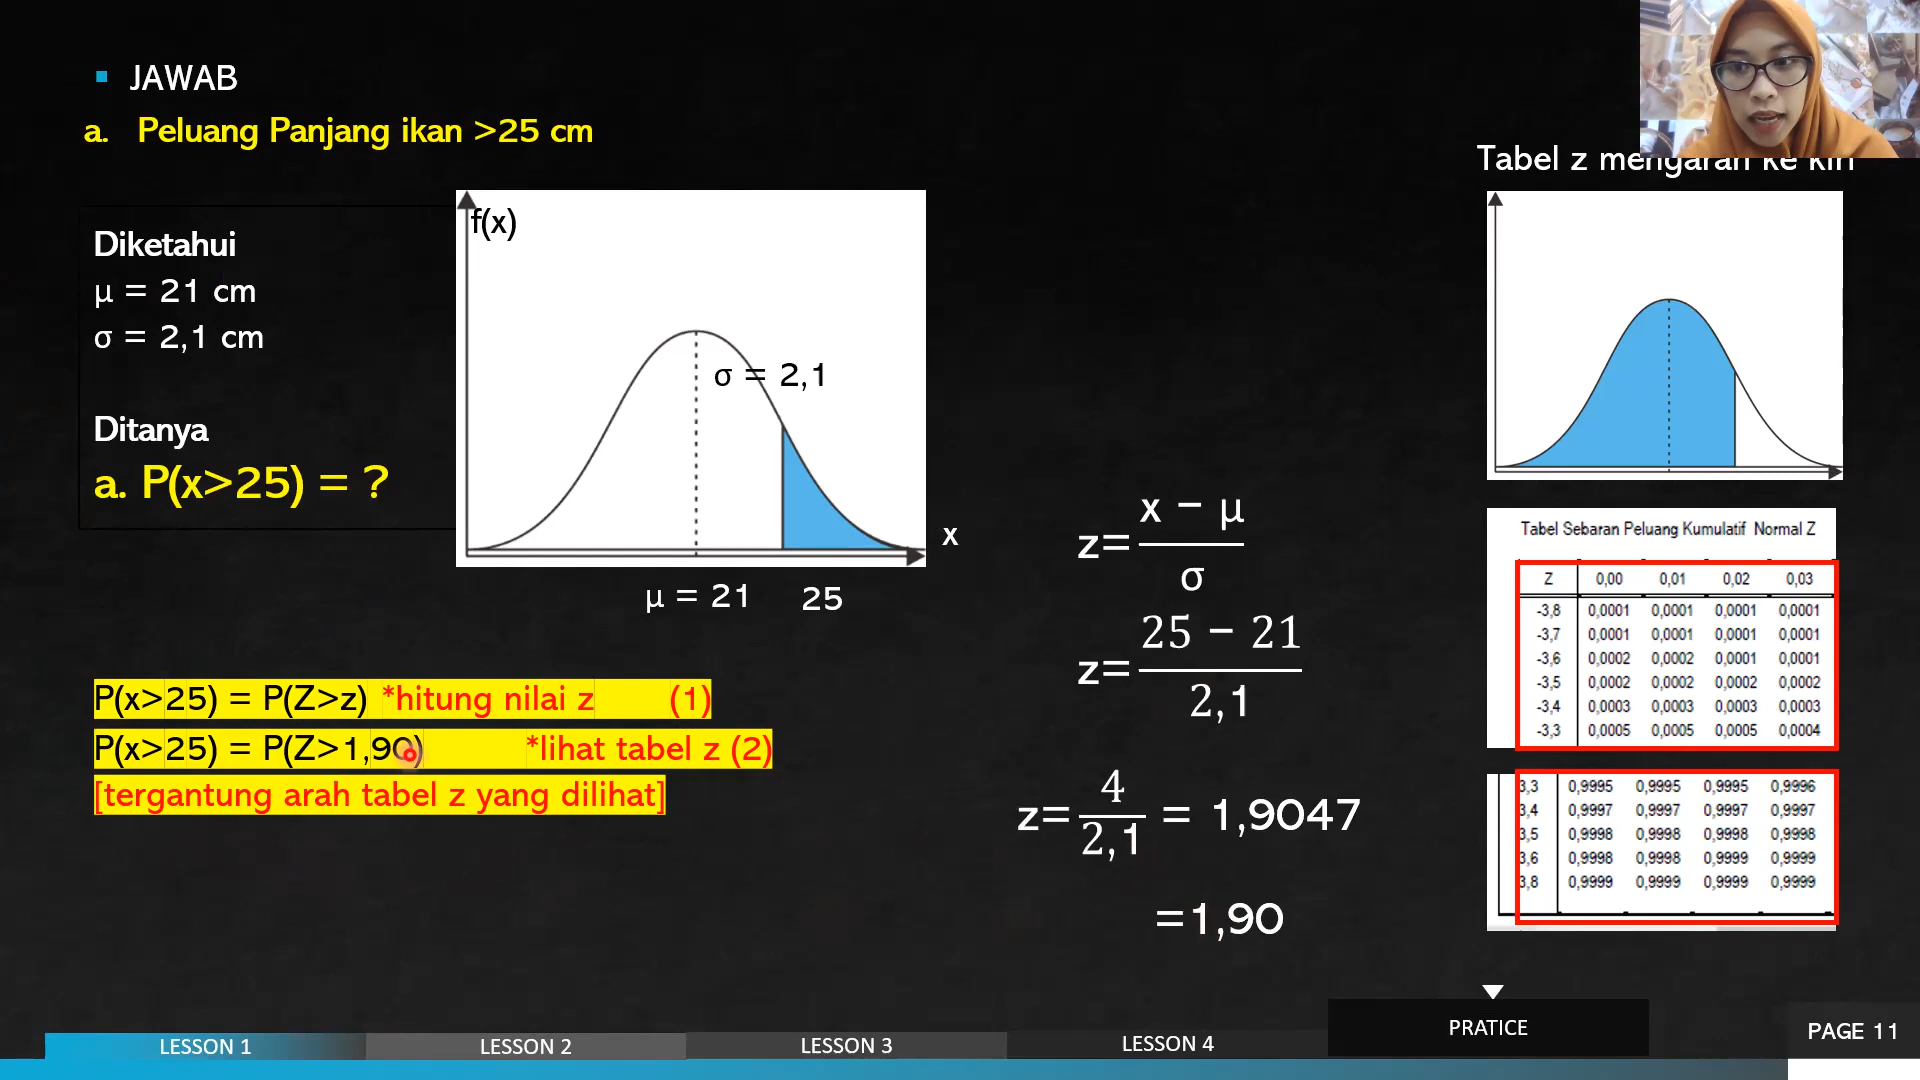 JAWAB
a. Peluang Panjang ikan >25 cm
Diketahui
μ = 21 cm
σ = 2,1 cm
Ditanya
a. P(x>25) = ?
f(x)
σ = 2,1
x
μ = 21 25
P(x>25) = P(Z>z) *hitung nilai z (1)
P(x>25) = P(Z>1,90) *lihat tabel z (2)
[tergantung arah tabel z yang dilihat]
z= x − μ
σ
z= 25 − 21
2,1
z= 4 = 1,9047
2,1
=1,90
Tabel z mengarah ke kiri
Tabel Sebaran Peluang Kumulatif Normal Z
Z 0,00 0,01 0,02 0,03
-3,8 0,0001 0,0001 0,0001 0,0001
-3,7 0,0001 0,0001 0,0001 0,0001
-3,6 0,0002 0,0002 0,0001 0,0001
-3,5 0,0002 0,0002 0,0002 0,0002
-3,4 0,0003 0,0003 0,0003 0,0003
-3,3 0,0005 0,0005 0,0005 0,0004
3,3 0,9995 0,9995 0,9995 0,9996
3,4 0,9997 0,9997 0,9997 0,9997
3,5 0,9998 0,9998 0,9998 0,9998
3,6 0,9998 0,9998 0,9999 0,9999
3,8 0,9999 0,9999 0,9999 0,9999
LESSON 1 LESSON 2 LESSON 3 LESSON 4 PRATICE PAGE 11